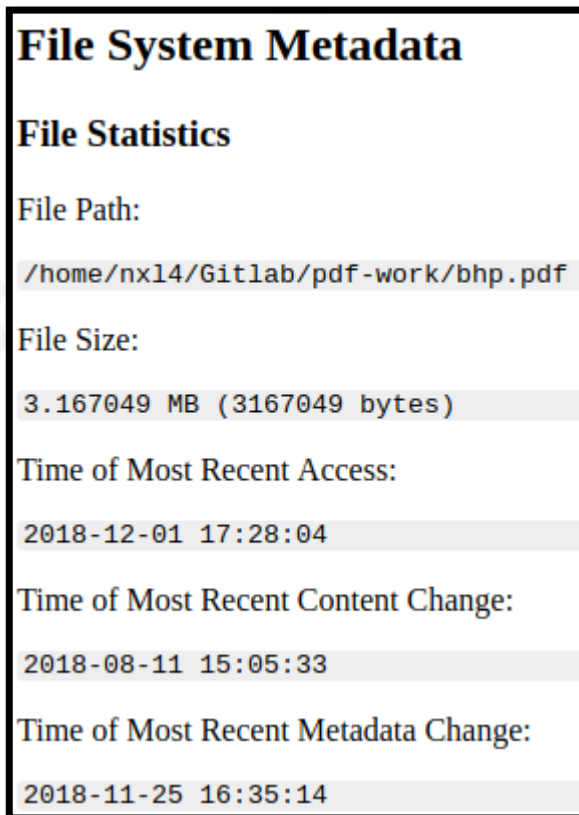 File System Metadata
File Statistics
File Path:
/home/nxl4/Gitlab/pdf-work/bhp.pdf
File Size:
3.167049 MB (3167049 bytes)
Time of Most Recent Access:
2018-12-01 17:28:04
Time of Most Recent Content Change:
2018-08-11 15:05:33
Time of Most Recent Metadata Change:
2018-11-25 16:35:14